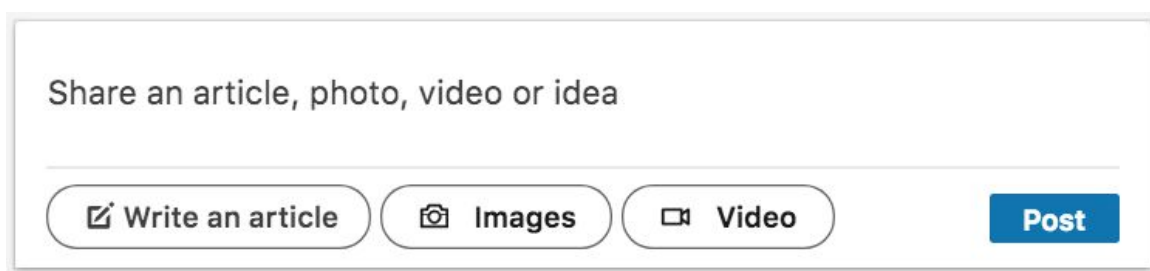 Share an article, photo, video or idea
Write an article Images Video Post